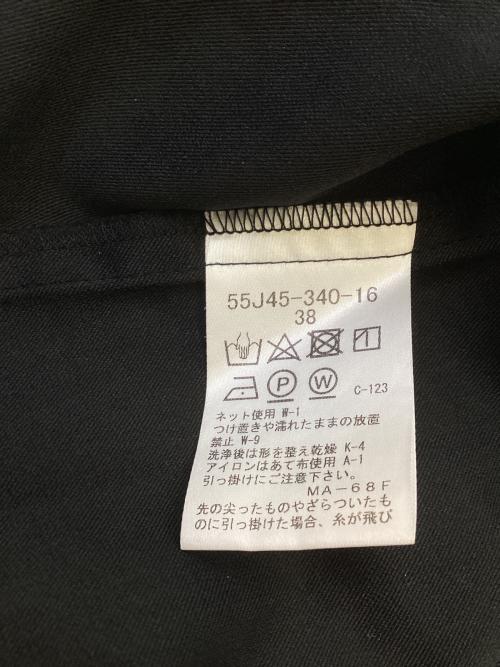 55J45-340-16
38
P W C-123
ネット使用 W-1
つけ置きや濡れたままの放置
禁止 W-9
洗浄後は形を整え乾燥 K-4
アイロンはあて布使用 A-1
引っ掛けにご注意下さい。
MA-68F
先の尖ったものやざらついたも
のに引っ掛けた場合、糸が飛び